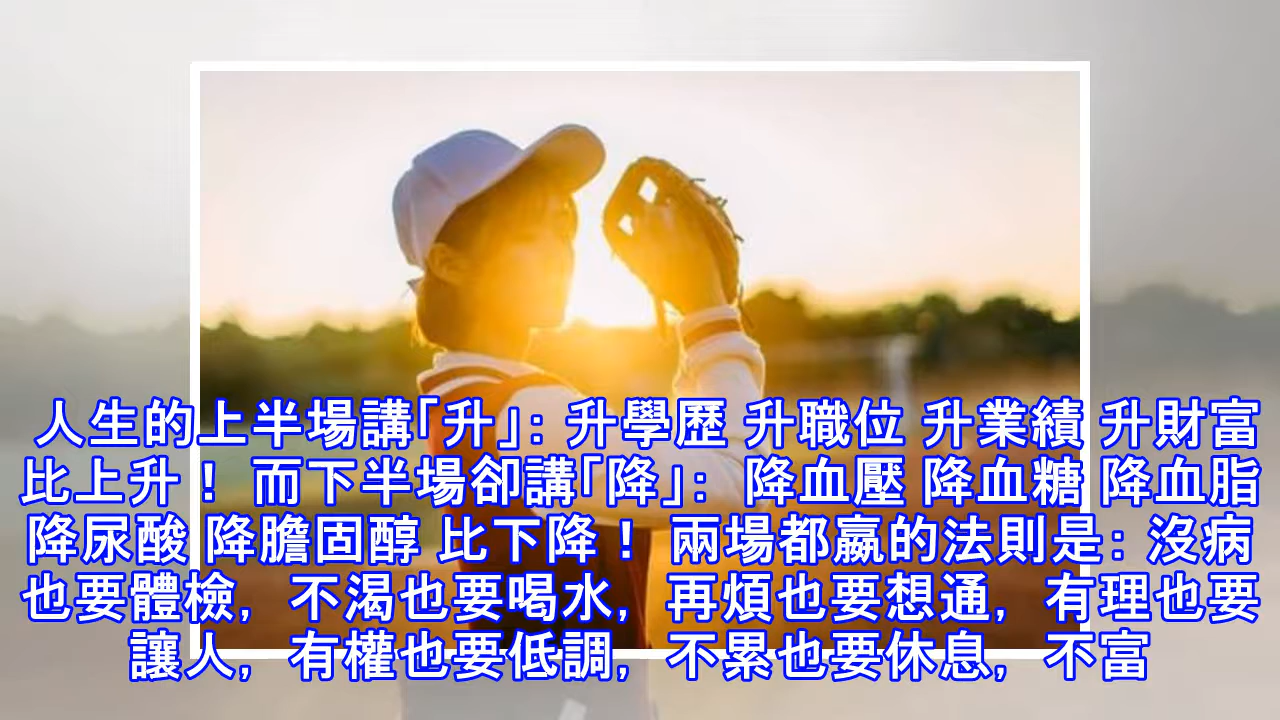 人生的上半場講｢升｣: 升學歷 升職位 升業績 升財富
比上升！ 而下半場卻講｢降｣: 降血壓 降血糖 降血脂
降尿酸 降膽固醇 比下降！ 兩場都嬴的法則是: 沒病
也要體檢, 不渴也要喝水, 再煩也要想通, 有理也要
讓人, 有權也要低調, 不累也要休息, 不富